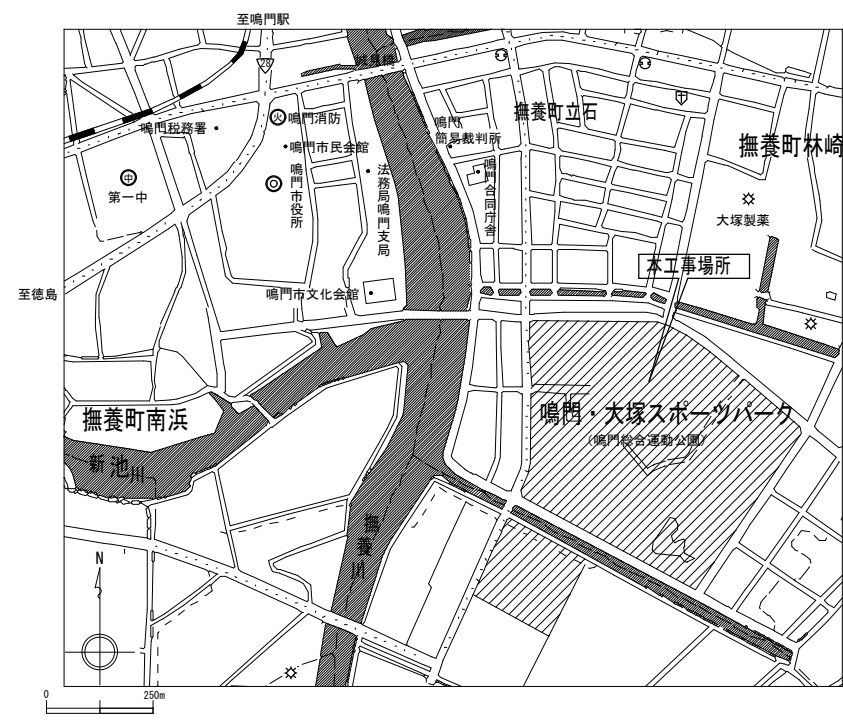 至鳴門駅
28
城見橋
火
鳴門消防
鳴門税務署
鳴門市民会館
中
第一中
鳴門市役所
法務局鳴門支局
鳴門
簡易裁判所
鳴門合同庁舎
撫養町立石
撫養町林崎
大塚製薬
本工事場所
至徳島
鳴門市文化会館
撫養町南浜
鳴門・大塚スポーツパーク
(鳴門総合運動公園)
新池川
撫養川
N
0
250m